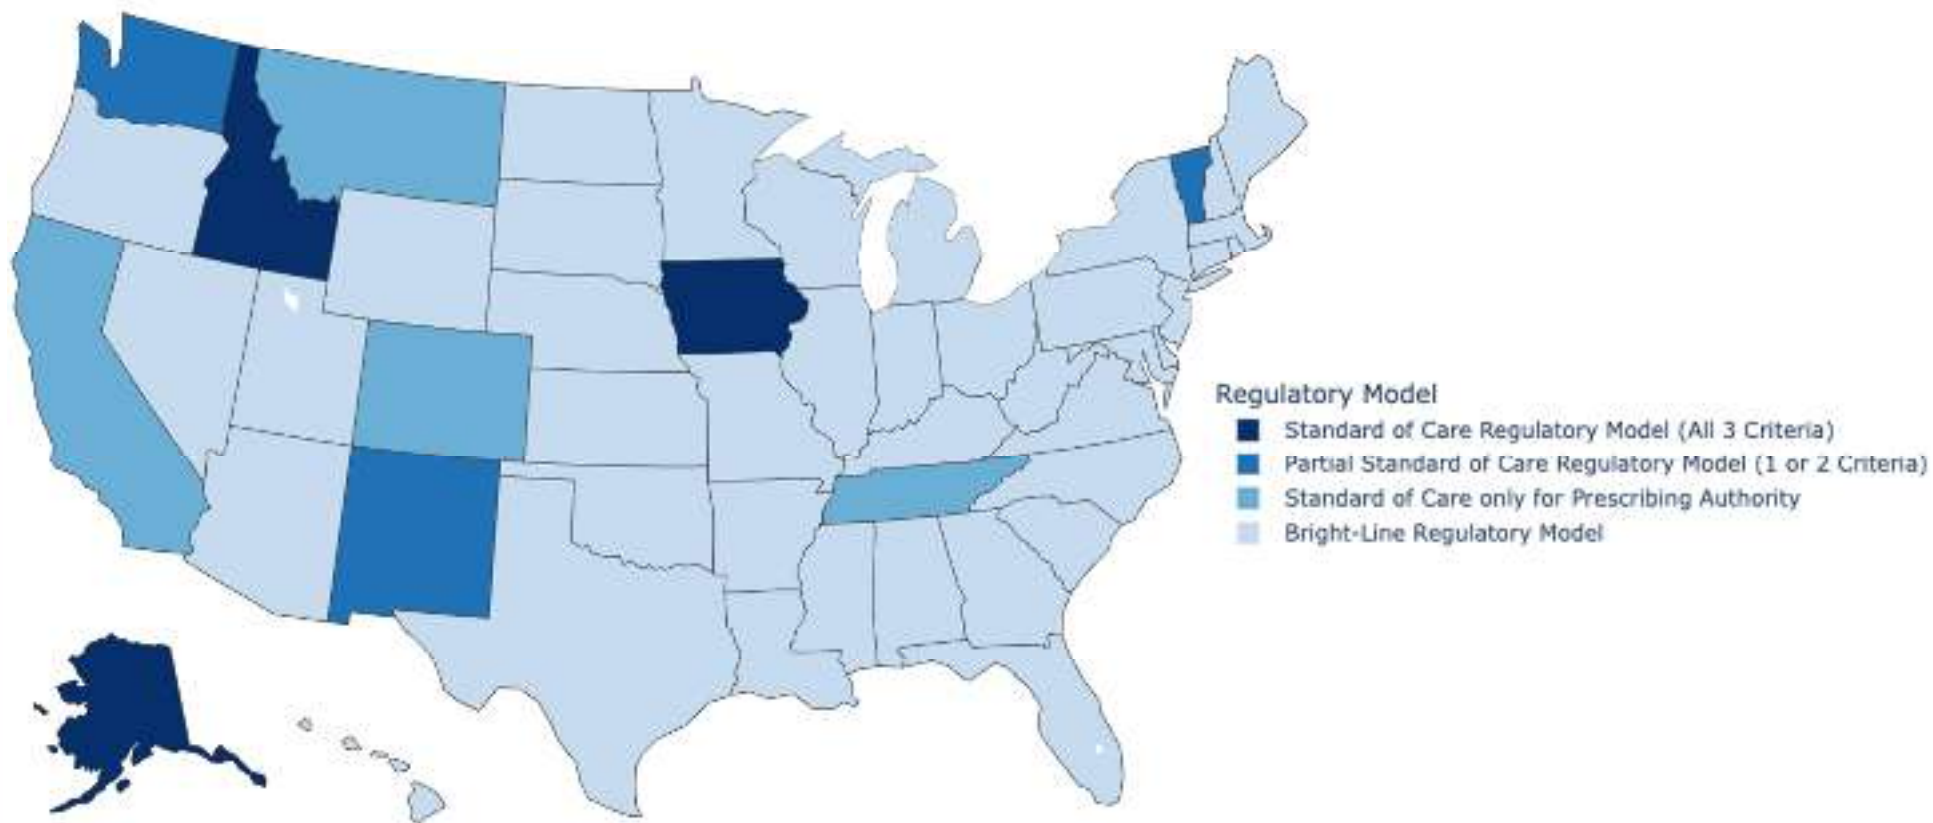 Regulatory Model
Standard of Care Regulatory Model (All 3 Criteria)
Partial Standard of Care Regulatory Model (1 or 2 Criteria)
Standard of Care only for Prescribing Authority
Bright-Line Regulatory Model